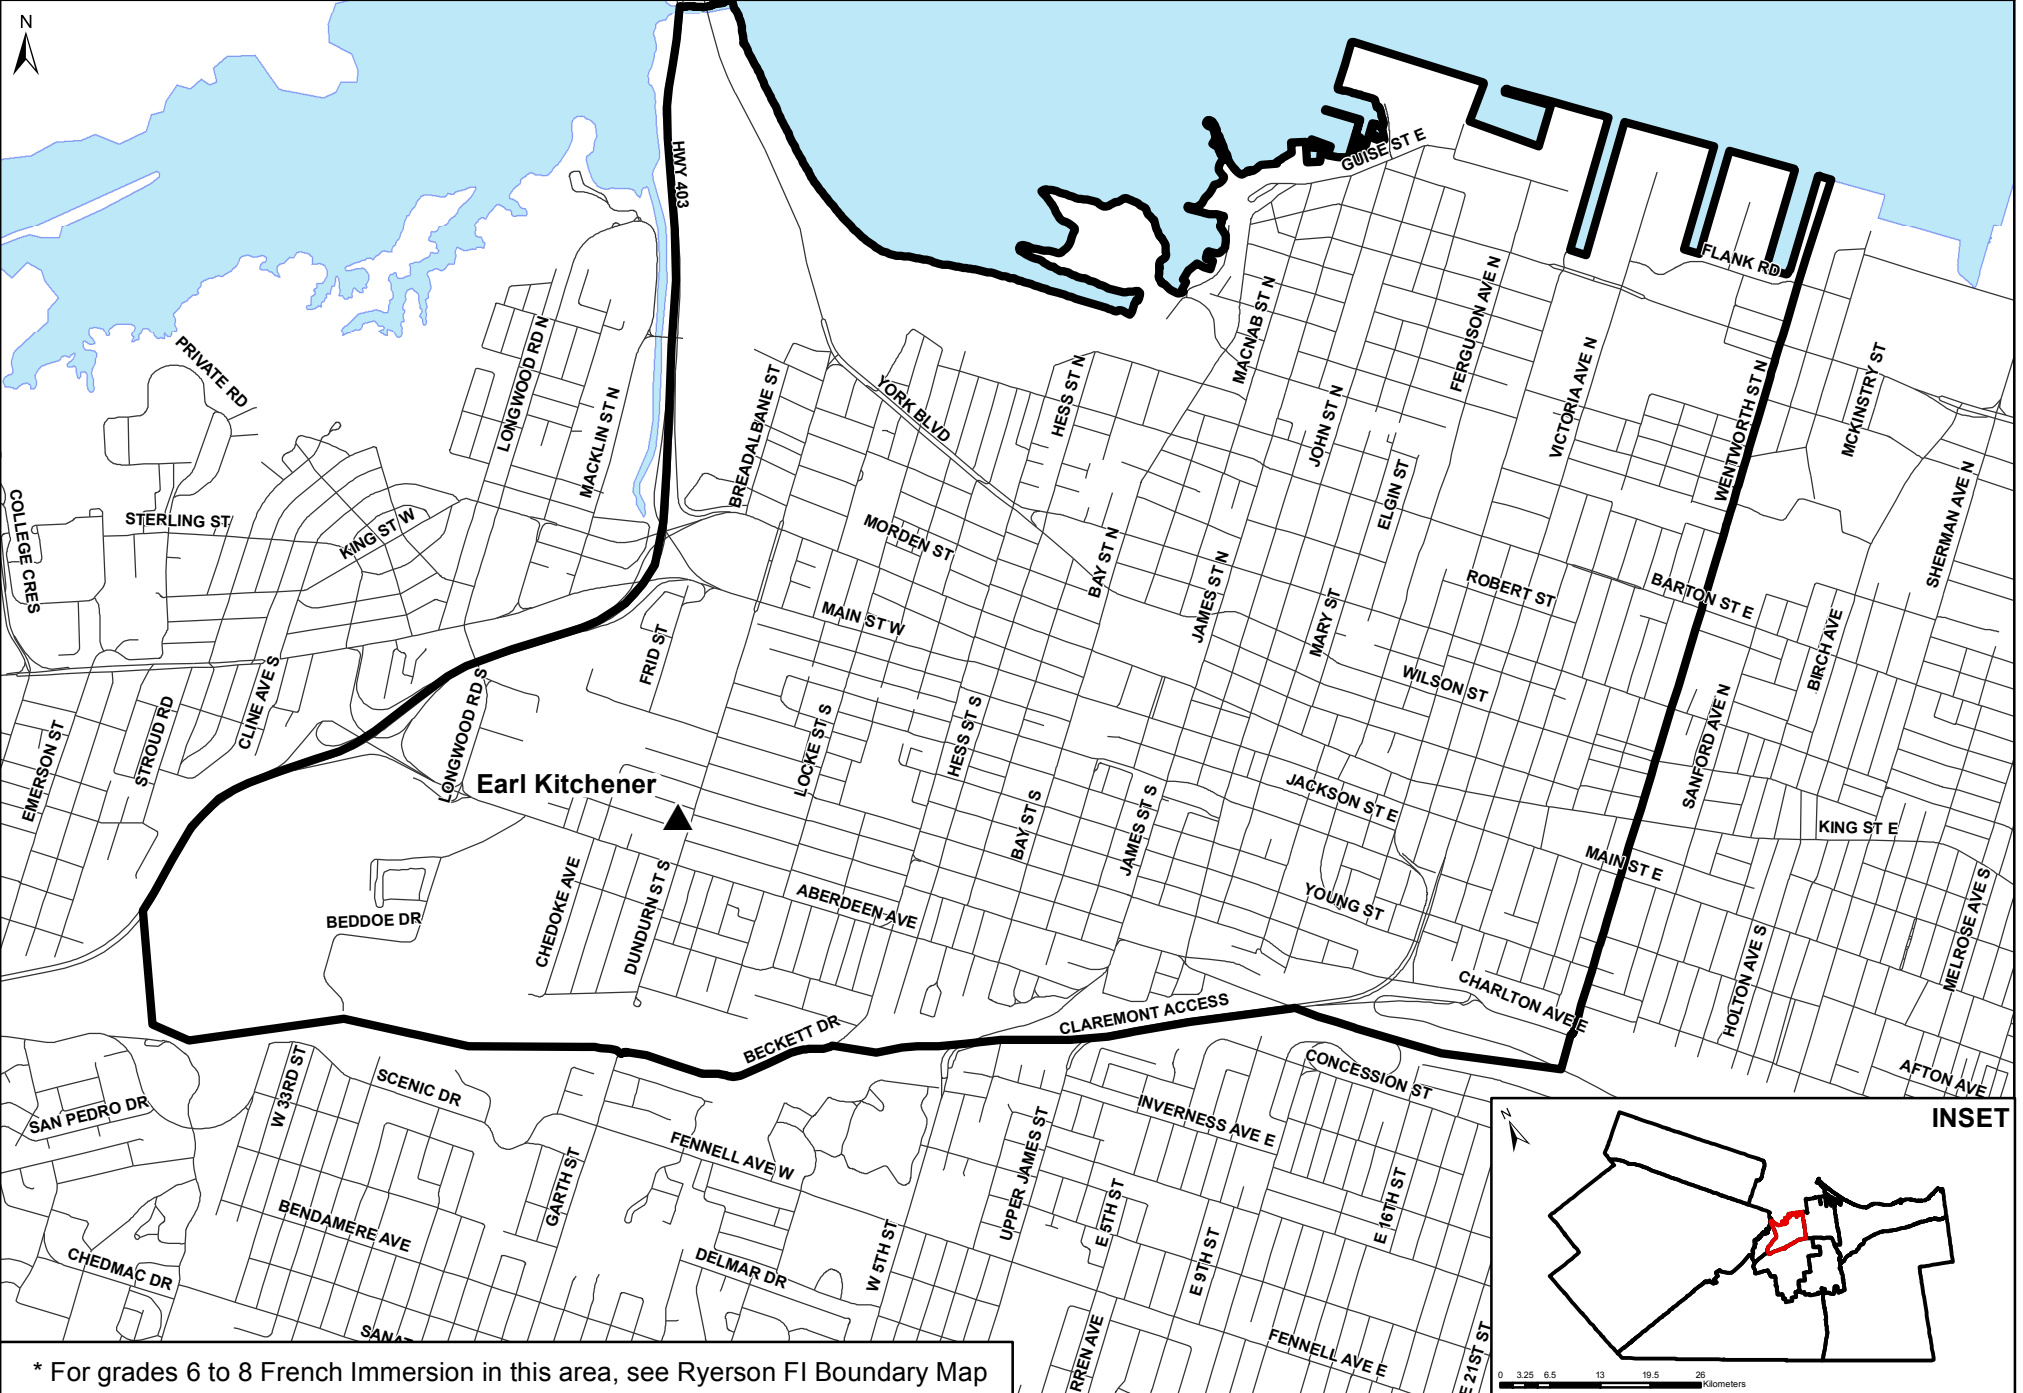 N
HWY 403
GUISE ST E
FLANK RD
PRIVATE RD
LONGWOOD RD N
MACKLIN ST N
BREADALBANE ST
YORK BLVD
HESS ST N
MACNAB ST N
JOHN ST N
FERGUSON AVE N
VICTORIA AVE N
WENTWORTH ST N
MCKINSTRY ST
SHERMAN AVE N
ELGIN ST
COLLEGE CRES
STERLING ST
KING ST W
MORDEN ST
BAY ST N
JAMES ST N
MARY ST
ROBERT ST
BARTON ST E
BIRCH AVE
MAIN ST W
FRID ST
WILSON ST
EMERSON ST
STROUD RD
CLINE AVE S
LONGWOOD RD S
LOCKE ST S
HESS ST S
SANFORD AVE N
Earl Kitchener
BAY ST S
JAMES ST S
JACKSON ST E
KING ST E
MAIN ST E
BEDDOE DR
CHEDOKE AVE
DUNDURN ST S
ABERDEEN AVE
YOUNG ST
MELROSE AVE S
HOLTON AVE S
CHARLTON AVE E
CLAREMONT ACCESS
BECKETT DR
CONCESSION ST
AFTON AVE
SAN PEDRO DR
W 33RD ST
SCENIC DR
INVERNESS AVE E
FENNELL AVE W
GARTH ST
UPPER JAMES ST
E 5TH ST
E 9TH ST
E 16TH ST
BENDAMERE AVE
CHEDMAC DR
DELMAR DR
W 5TH ST
FENNELL AVE E
E 21ST ST
RREN AVE
SANAT
INSET
N
0 3.25 6.5 13 19.5 26
Kilometers
* For grades 6 to 8 French Immersion in this area, see Ryerson FI Boundary Map